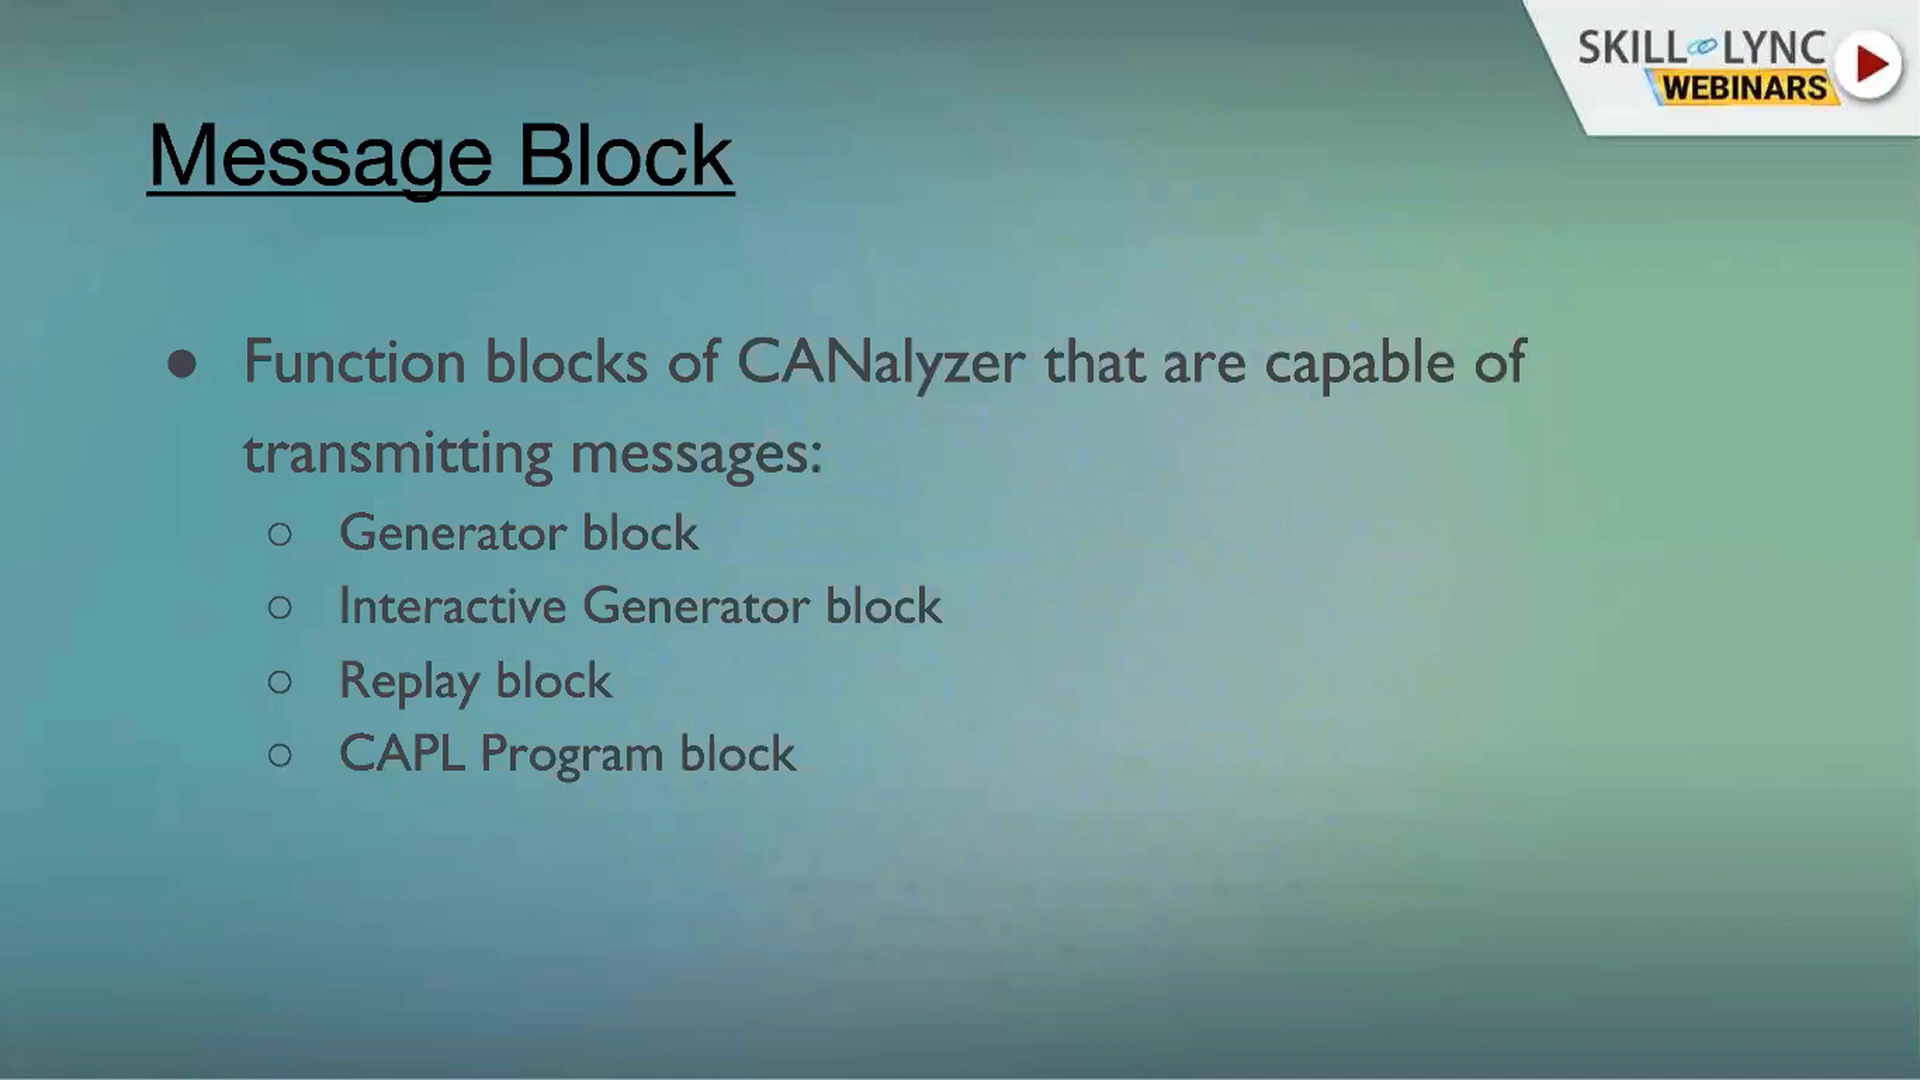 SKILL LYNC
WEBINARS
Message Block
● Function blocks of CANalyzer that are capable of
transmitting messages:
○ Generator block
○ Interactive Generator block
○ Replay block
○ CAPL Program block